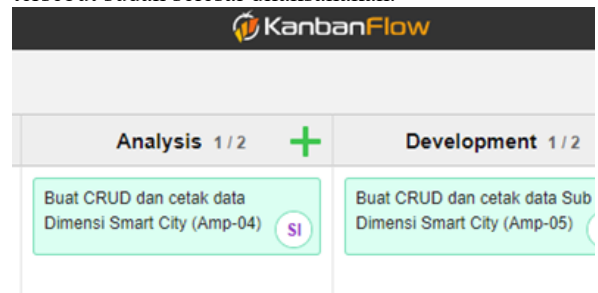 KanbanFlow
Analysis 1 / 2 +
Development 1 / 2
Buat CRUD dan cetak data
Dimensi Smart City (Amp-04)
SI
Buat CRUD dan cetak data Sub
Dimensi Smart City (Amp-05)